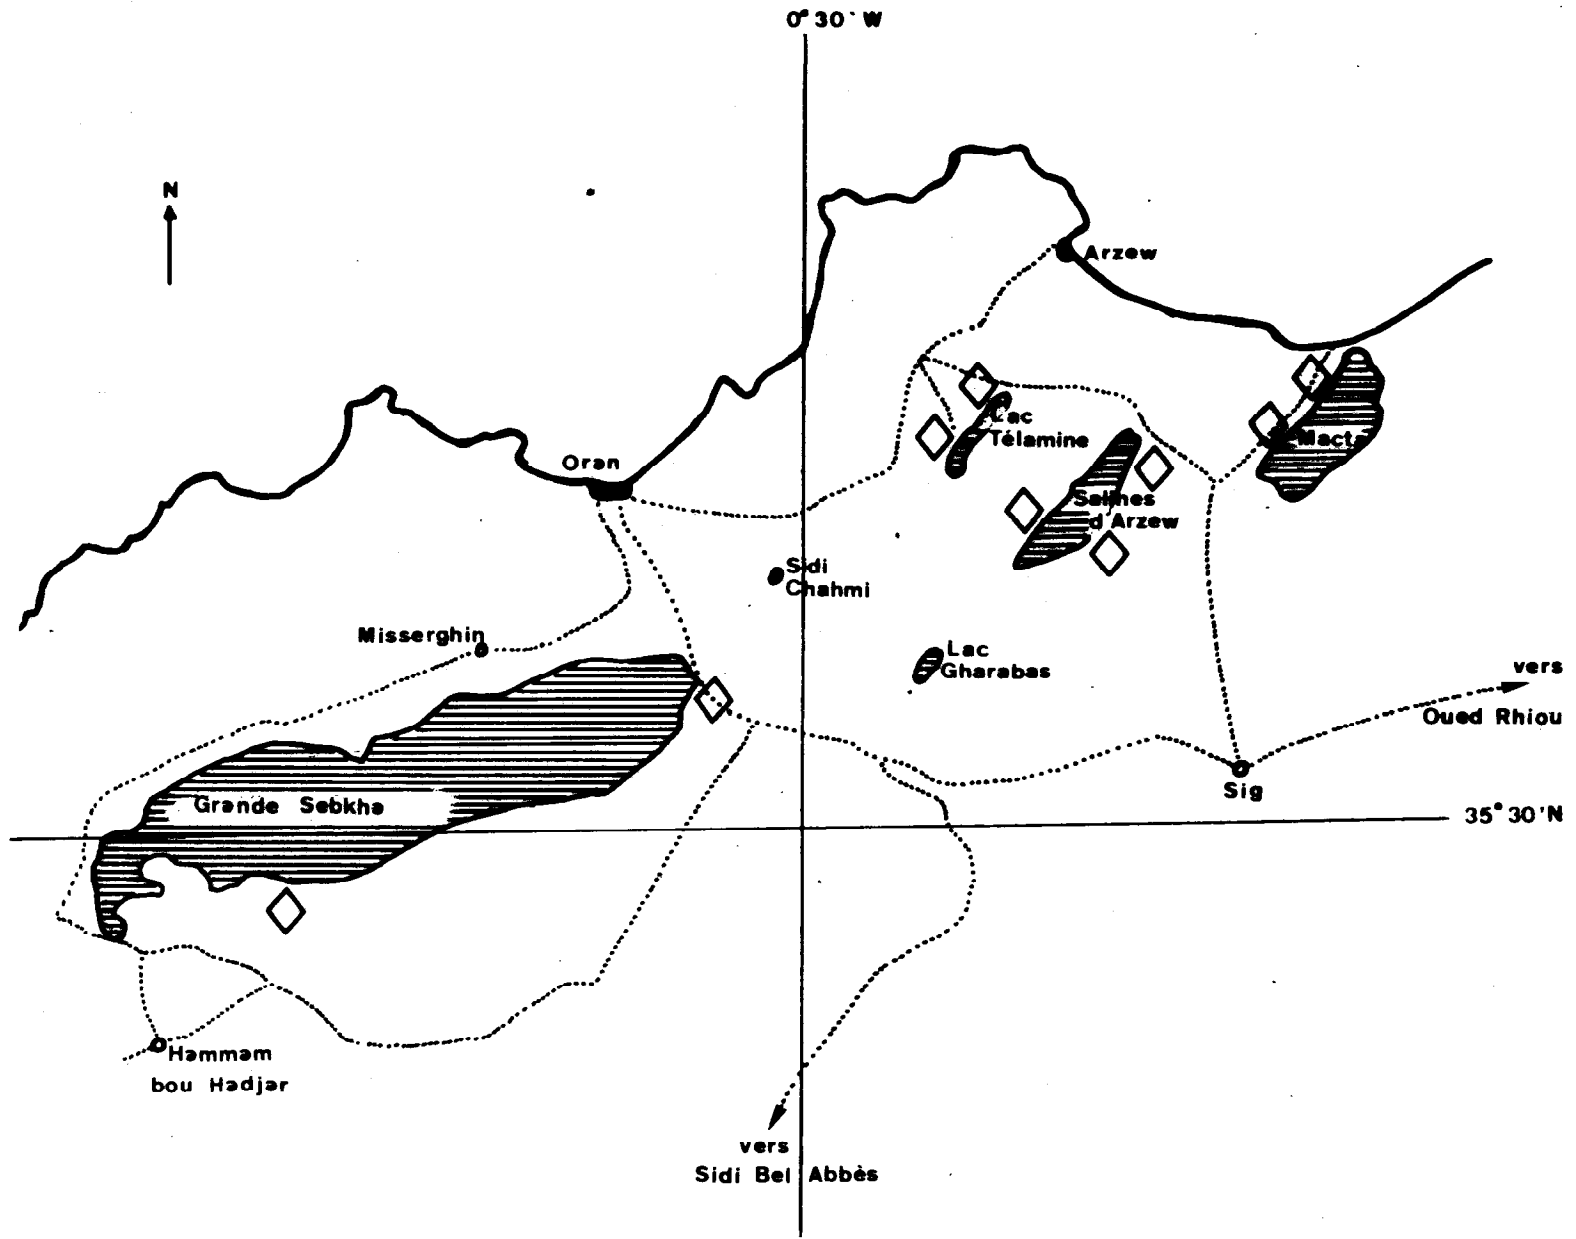 0° 30' W
N
Arzew
Lac
Télamine
Macta
Oran
Salines
d'Arzew
Sidi
Chahmi
Misserghin
Lac
Gharabas
vers
Oued Rhiou
Sig
Grande Sebkha
35° 30' N
Hammam
bou Hadjar
vers
Sidi Bel Abbès